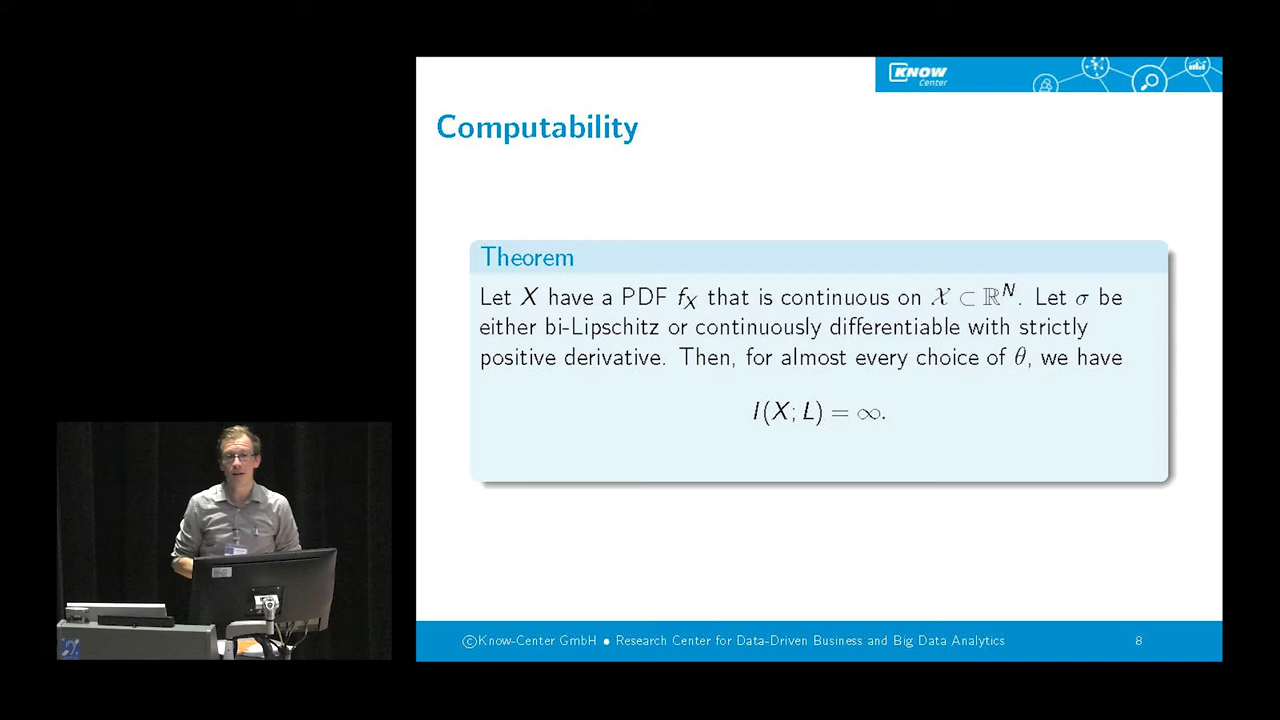 KNOW
Center
Computability
Theorem
Let X have a PDF f_X that is continuous on 𝒳 ⊂ ℝ^N. Let σ be
either bi-Lipschitz or continuously differentiable with strictly
positive derivative. Then, for almost every choice of θ, we have
I(X; L) = ∞.
©Know-Center GmbH • Research Center for Data-Driven Business and Big Data Analytics 8